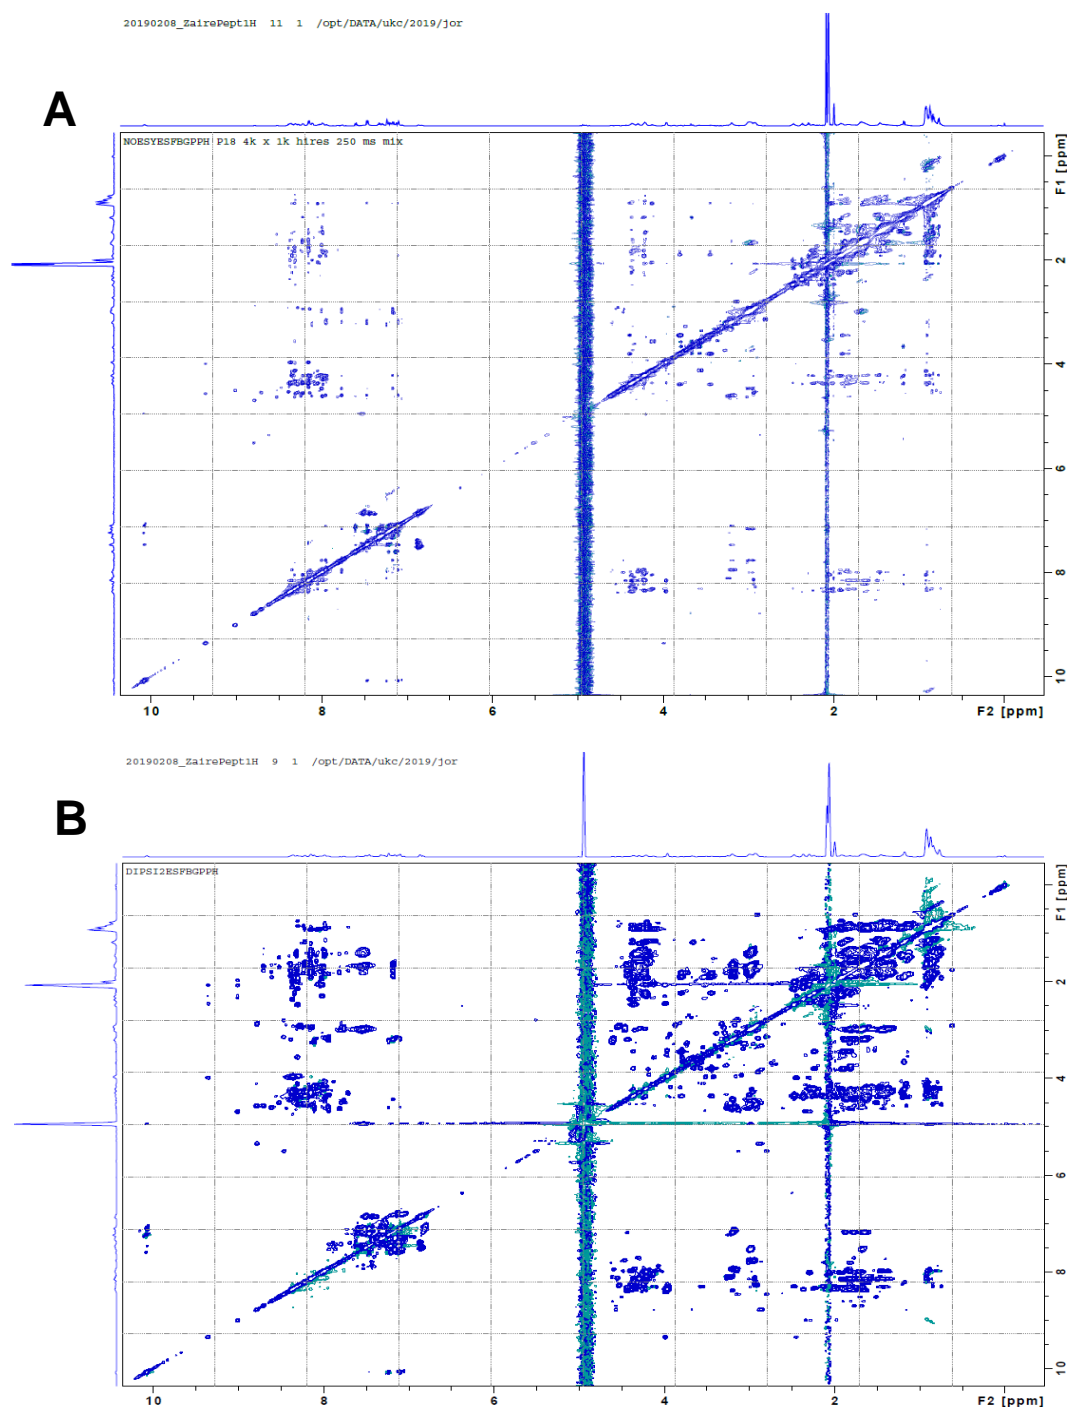 20190208_ZairePept1H 11 1 /opt/DATA/ukc/2019/jor
A
NOESYESFBGPPH P18 4k x 1k hires 250 ms mix
F1 [ppm]
2
4
6
8
10
10
8
6
4
2
F2 [ppm]
20190208_ZairePept1H 9 1 /opt/DATA/ukc/2019/jor
B
DIPSI2ESFBGPPH
F1 [ppm]
2
4
6
8
10
10
8
6
4
2
F2 [ppm]